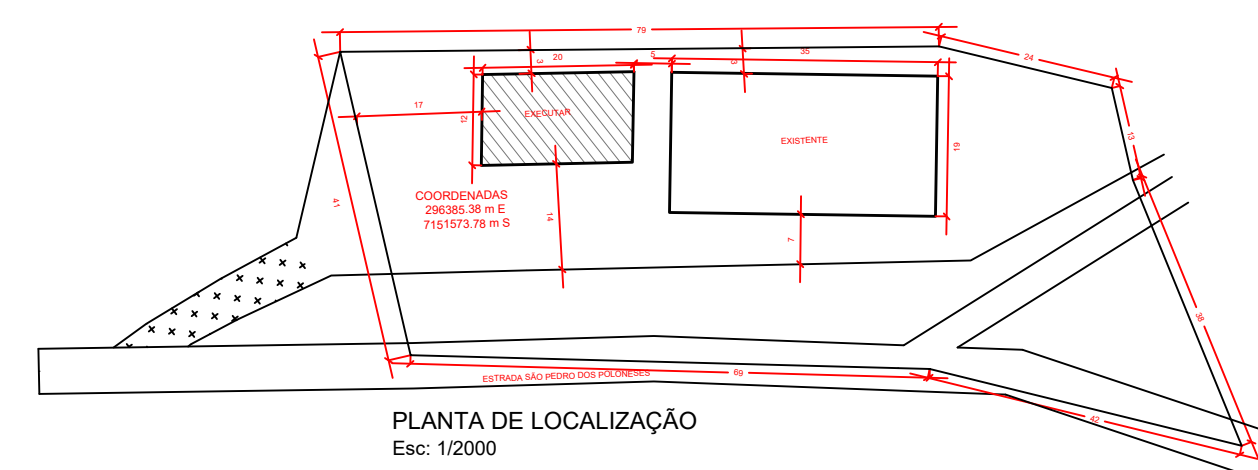 79
20
5
35
24
3
3
17
12
EXECUTAR
EXISTENTE
19
13
COORDENADAS
296385.38 m E
7151573.78 m S
41
14
7
38
ESTRADA SÃO PEDRO DOS POLONESES
69
42
PLANTA DE LOCALIZAÇÃO
Esc: 1/2000